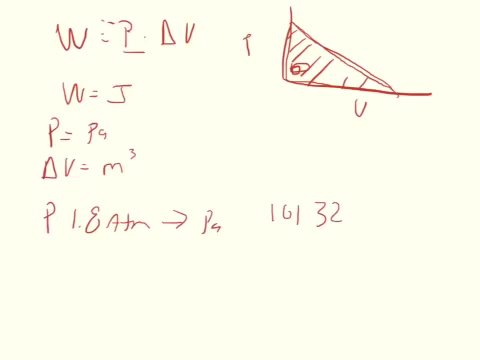 W = P · ΔV
P
V
W = J
P = Pa
ΔV = m³
P 1.8 Atm → Pa 10132